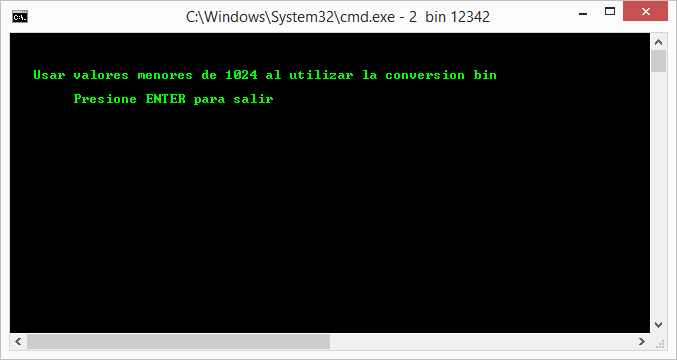 C:\Windows\System32\cmd.exe - 2  bin 12342
Usar valores menores de 1024 al utilizar la conversion bin
Presione ENTER para salir